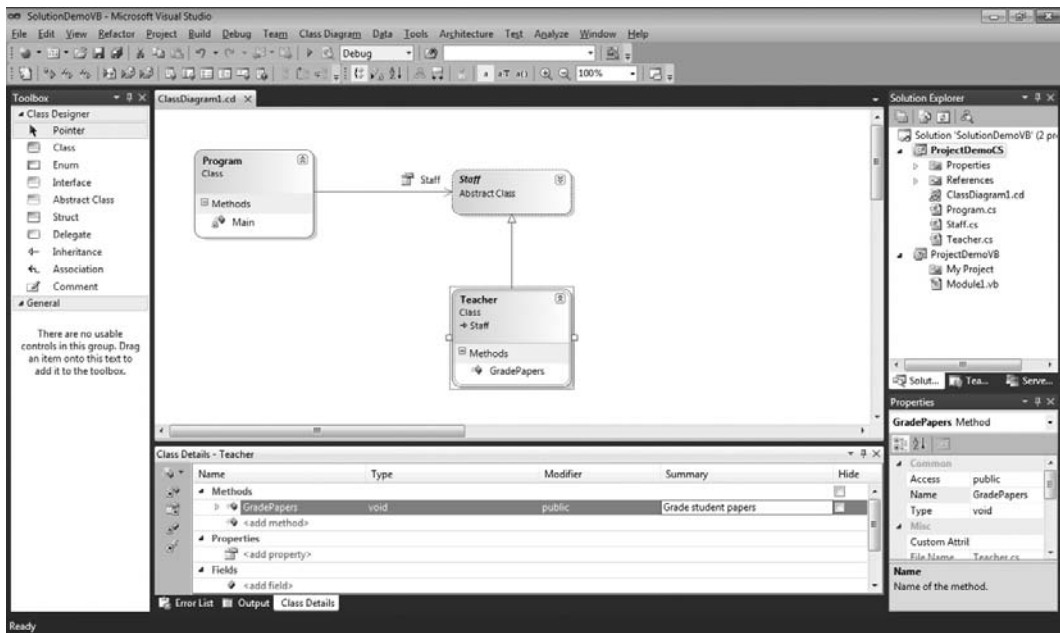 SolutionDemoVB - Microsoft Visual Studio
File Edit View Refactor Project Build Debug Team Class Diagram Data Tools Architecture Test Analyze Window Help
Debug
100%
Toolbox
Class Designer
Pointer
Class
Enum
Interface
Abstract Class
Struct
Delegate
Inheritance
Association
Comment
General
There are no usable
controls in this group. Drag
an item onto this text to
add it to the toolbox.
ClassDiagram1.cd
Program
Class
Methods
Main
Staff
Staff
Abstract Class
Teacher
Class
Staff
Methods
GradePapers
Class Details - Teacher
Name Type Modifier Summary Hide
Methods
GradePapers void public Grade student papers
<add method>
Properties
<add property>
Fields
<add field>
Error List Output Class Details
Solution Explorer
Solution 'SolutionDemoVB' (2 pr
ProjectDemoCS
Properties
References
ClassDiagram1.cd
Program.cs
Staff.cs
Teacher.cs
ProjectDemoVB
My Project
Module1.vb
Solut... Tea... Serve...
Properties
GradePapers Method
Common
Access public
Name GradePapers
Type void
Misc
Custom Attril
File Name Teacher.cs
Name
Name of the method.
Ready